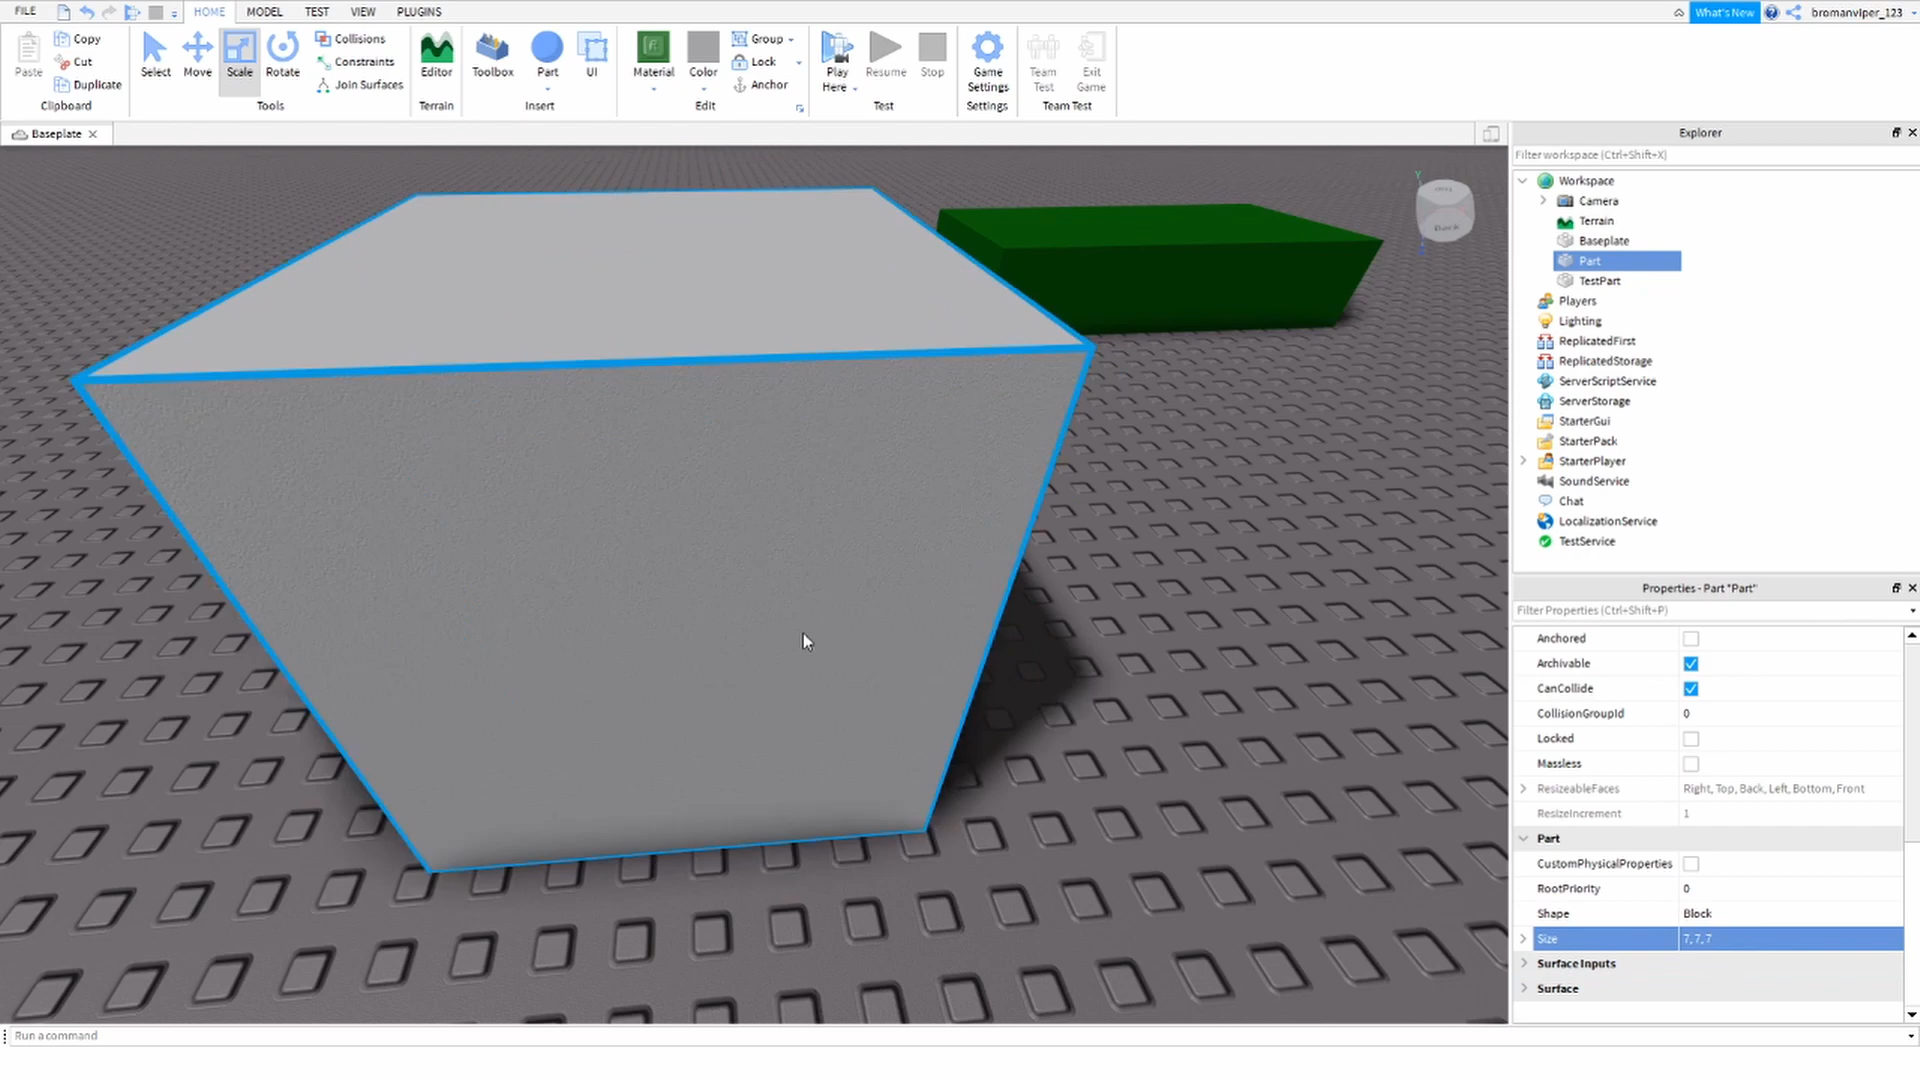 FILE HOME MODEL TEST VIEW PLUGINS What's New bromanviper_123
Paste Copy Cut Duplicate Clipboard
Select Move Scale Rotate Collisions Constraints Join Surfaces Tools
Editor Terrain
Toolbox Part UI Insert
Material Color Group Lock Anchor Edit
Play Here Resume Stop Test
Game Settings Settings
Team Test Exit Game Team Test
Baseplate
Y
Back
Run a command
Explorer
Filter workspace (Ctrl+Shift+X)
Workspace
Camera
Terrain
Baseplate
Part
TestPart
Players
Lighting
ReplicatedFirst
ReplicatedStorage
ServerScriptService
ServerStorage
StarterGui
StarterPack
StarterPlayer
SoundService
Chat
LocalizationService
TestService
Properties - Part "Part"
Filter Properties (Ctrl+Shift+P)
Anchored
Archivable
CanCollide
CollisionGroupId 0
Locked
Massless
ResizeableFaces Right, Top, Back, Left, Bottom, Front
ResizeIncrement 1
Part
CustomPhysicalProperties
RootPriority 0
Shape Block
Size 7, 7, 7
Surface Inputs
Surface